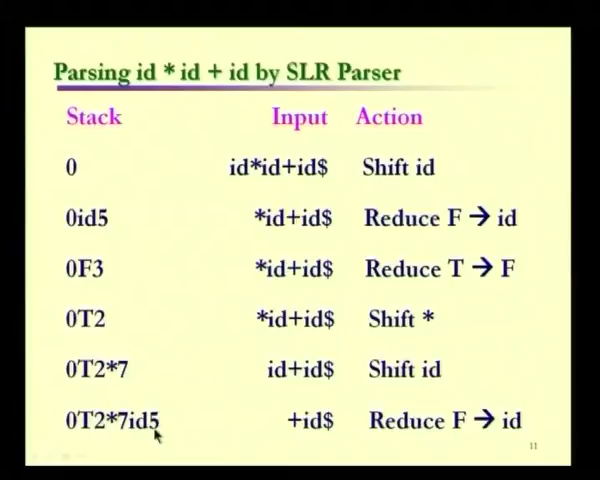 Parsing id * id + id by SLR Parser
Stack Input Action
0 id*id+id$ Shift id
0id5 *id+id$ Reduce F → id
0F3 *id+id$ Reduce T → F
0T2 *id+id$ Shift *
0T2*7 id+id$ Shift id
0T2*7id5 +id$ Reduce F → id
11